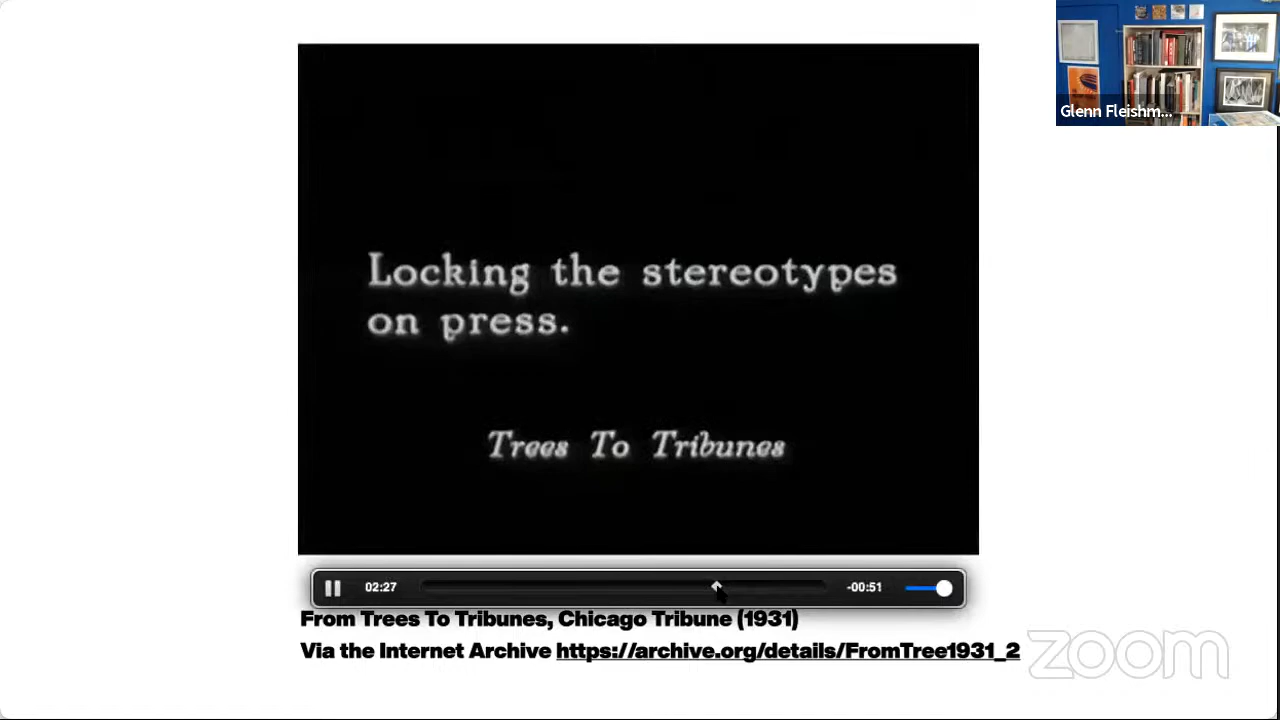 Glenn Fleishm...
Locking the stereotypes
on press.
Trees To Tribunes
02:27
-00:51
From Trees To Tribunes, Chicago Tribune (1931)
Via the Internet Archive https://archive.org/details/FromTree1931_2
zoom